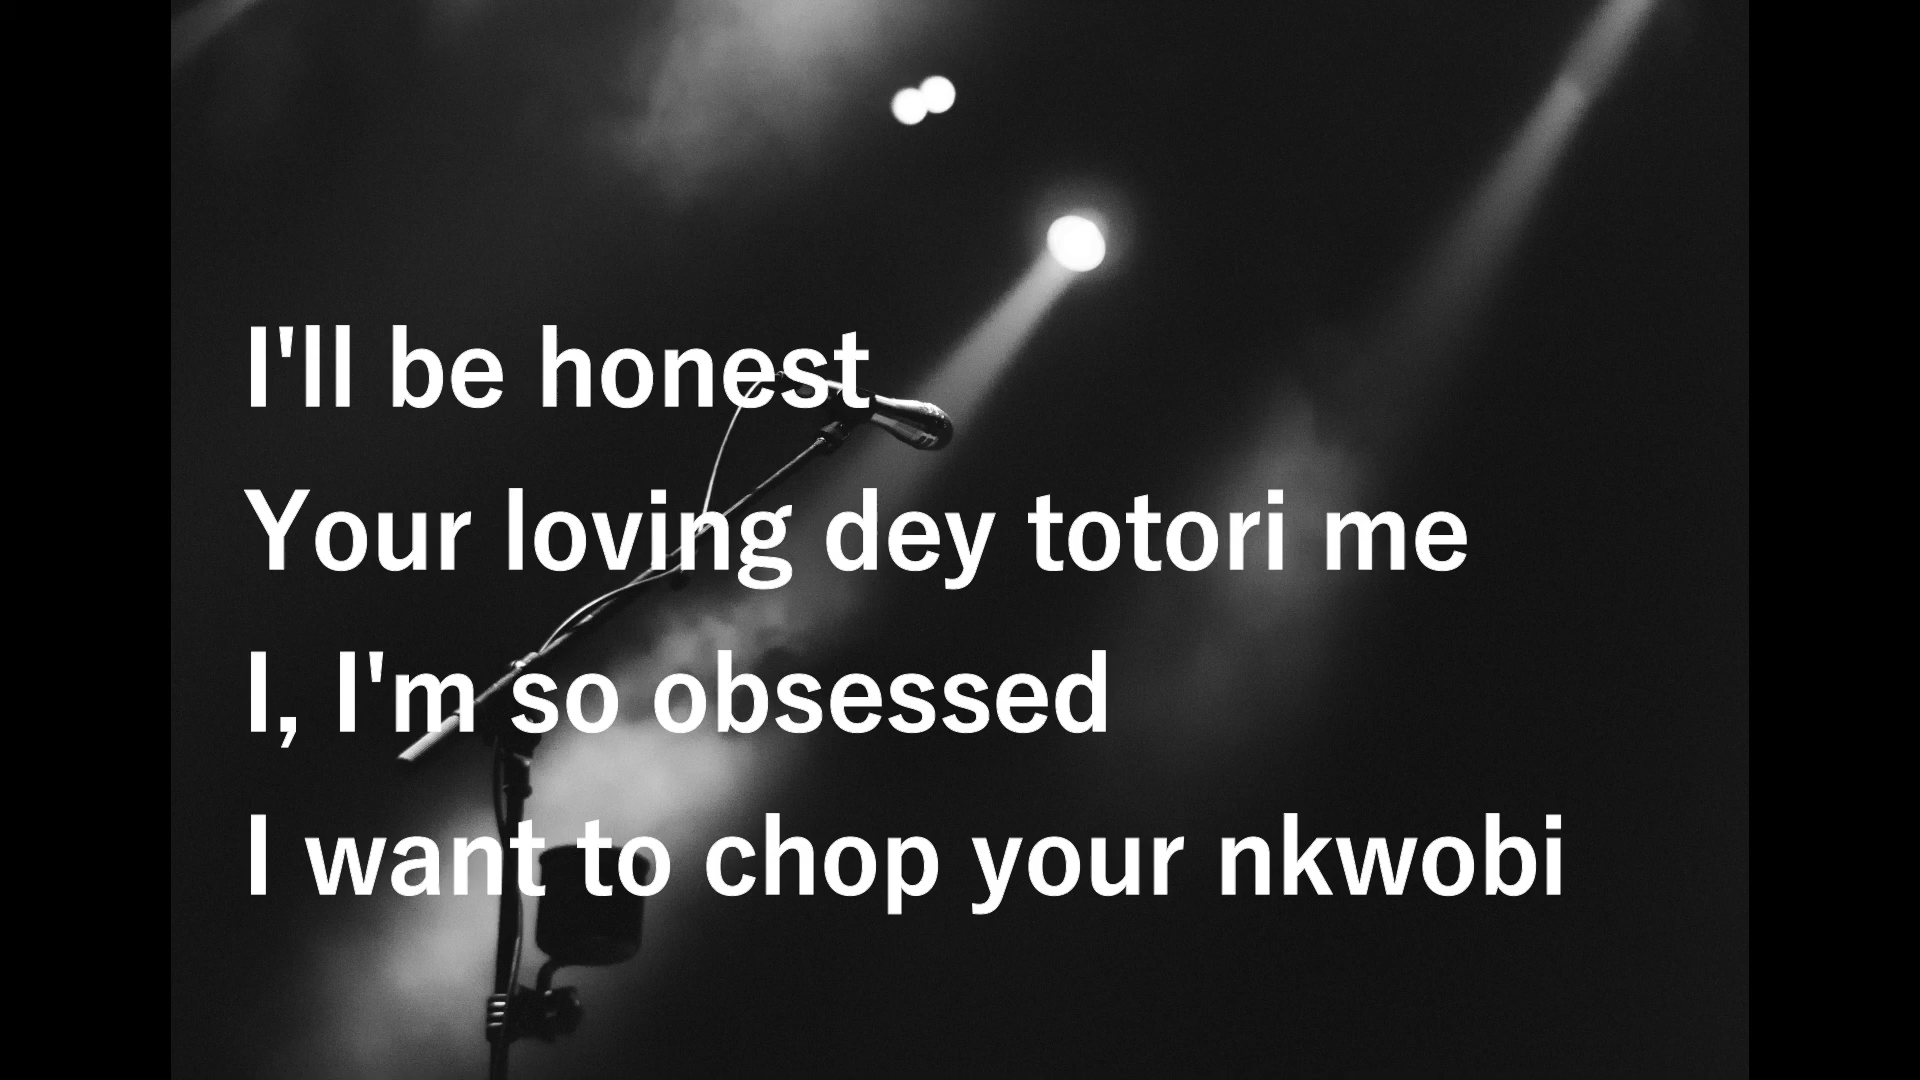 I'll be honest
Your loving dey totori me
I, I'm so obsessed
I want to chop your nkwobi